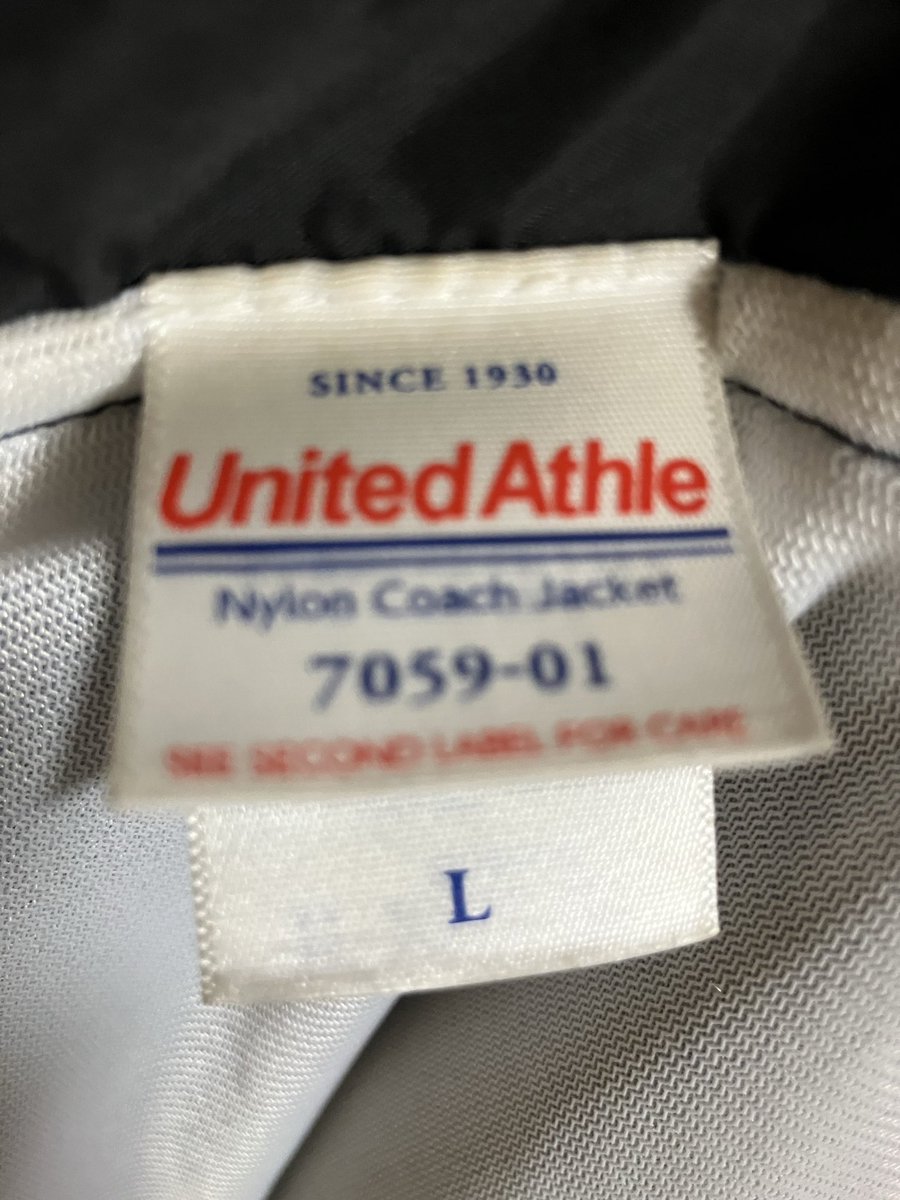 SINCE 1930
United Athle
Nylon Coach Jacket
7059-01
SEE SECOND LABEL FOR CARE
L